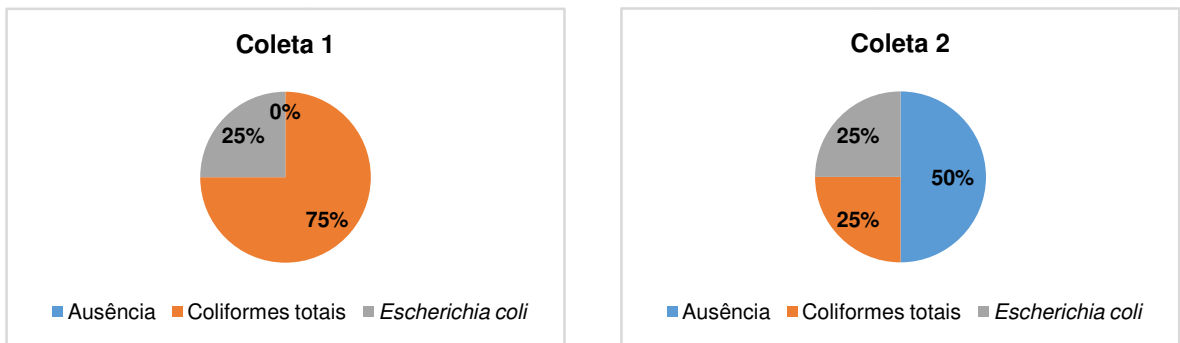 Coleta 1
0%
25%
75%
Ausência Coliformes totais Escherichia coli
Coleta 2
25%
50%
25%
Ausência Coliformes totais Escherichia coli